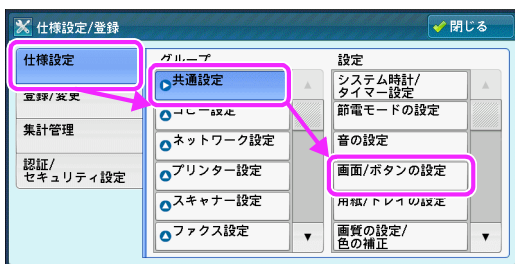 仕様設定/登録
閉じる
仕様設定
登録/変更
集計管理
認証/
セキュリティ設定
グループ
共通設定
コピー設定
ネットワーク設定
プリンター設定
スキャナー設定
ファクス設定
設定
システム時計/
タイマー設定
節電モードの設定
音の設定
画面/ボタンの設定
用紙/トレイの設定
画質の設定/
色の補正